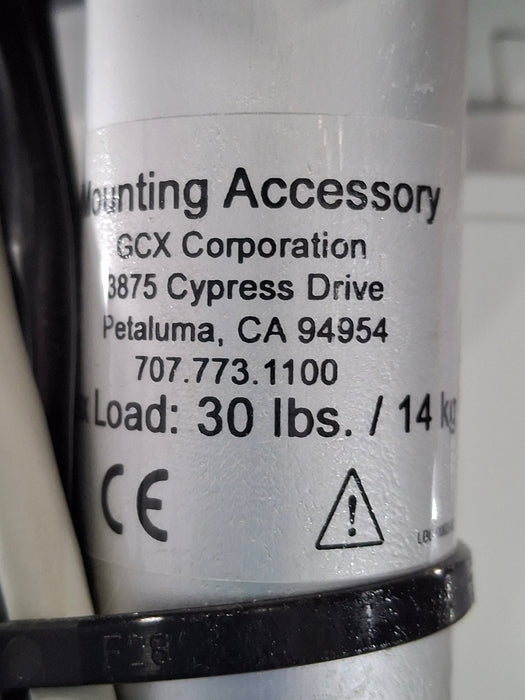 Mounting Accessory
GCX Corporation
3875 Cypress Drive
Petaluma, CA 94954
707.773.1100
Load: 30 lbs. / 14 kg
CE